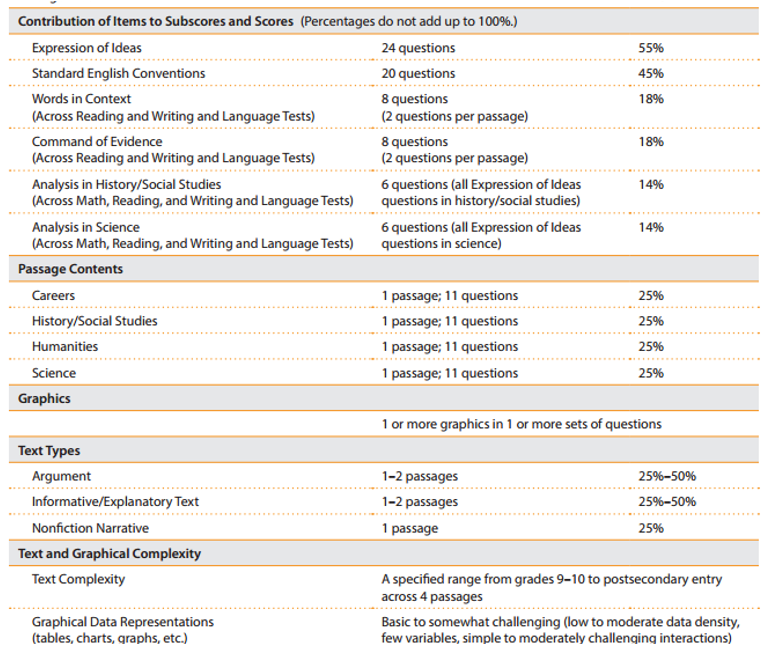 Contribution of Items to Subscores and Scores (Percentages do not add up to 100%.)
Expression of Ideas 24 questions 55%
Standard English Conventions 20 questions 45%
Words in Context 8 questions 18%
(Across Reading and Writing and Language Tests) (2 questions per passage)
Command of Evidence 8 questions 18%
(Across Reading and Writing and Language Tests) (2 questions per passage)
Analysis in History/Social Studies 6 questions (all Expression of Ideas 14%
(Across Math, Reading, and Writing and Language Tests) questions in history/social studies)
Analysis in Science 6 questions (all Expression of Ideas 14%
(Across Math, Reading, and Writing and Language Tests) questions in science)
Passage Contents
Careers 1 passage; 11 questions 25%
History/Social Studies 1 passage; 11 questions 25%
Humanities 1 passage; 11 questions 25%
Science 1 passage; 11 questions 25%
Graphics
1 or more graphics in 1 or more sets of questions
Text Types
Argument 1–2 passages 25%–50%
Informative/Explanatory Text 1–2 passages 25%–50%
Nonfiction Narrative 1 passage 25%
Text and Graphical Complexity
Text Complexity A specified range from grades 9–10 to postsecondary entry
across 4 passages
Graphical Data Representations Basic to somewhat challenging (low to moderate data density,
(tables, charts, graphs, etc.) few variables, simple to moderately challenging interactions)